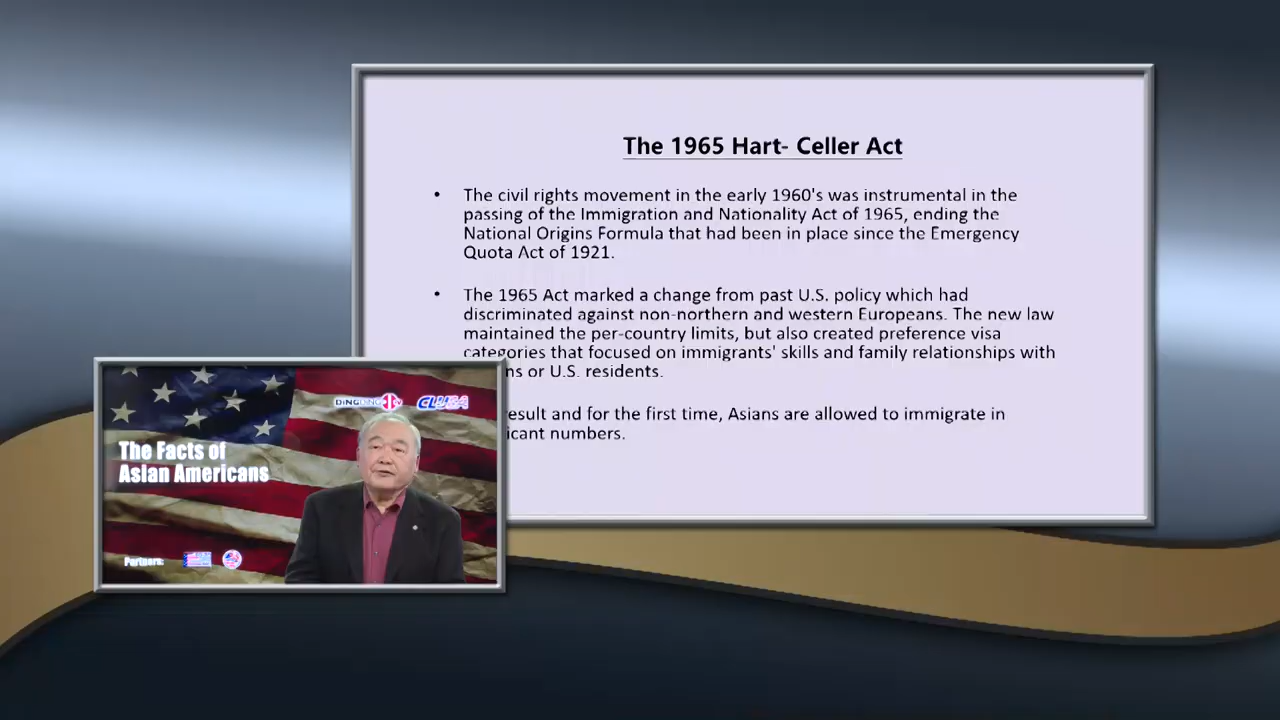 The 1965 Hart- Celler Act
• The civil rights movement in the early 1960's was instrumental in the
passing of the Immigration and Nationality Act of 1965, ending the
National Origins Formula that had been in place since the Emergency
Quota Act of 1921.
• The 1965 Act marked a change from past U.S. policy which had
discriminated against non-northern and western Europeans. The new law
maintained the per-country limits, but also created preference visa
categories that focused on immigrants' skills and family relationships with
or U.S. residents.
result and for the first time, Asians are allowed to immigrate in
numbers.
DINGDING TV
CLUSA
The Facts of
Asian Americans
Partners: